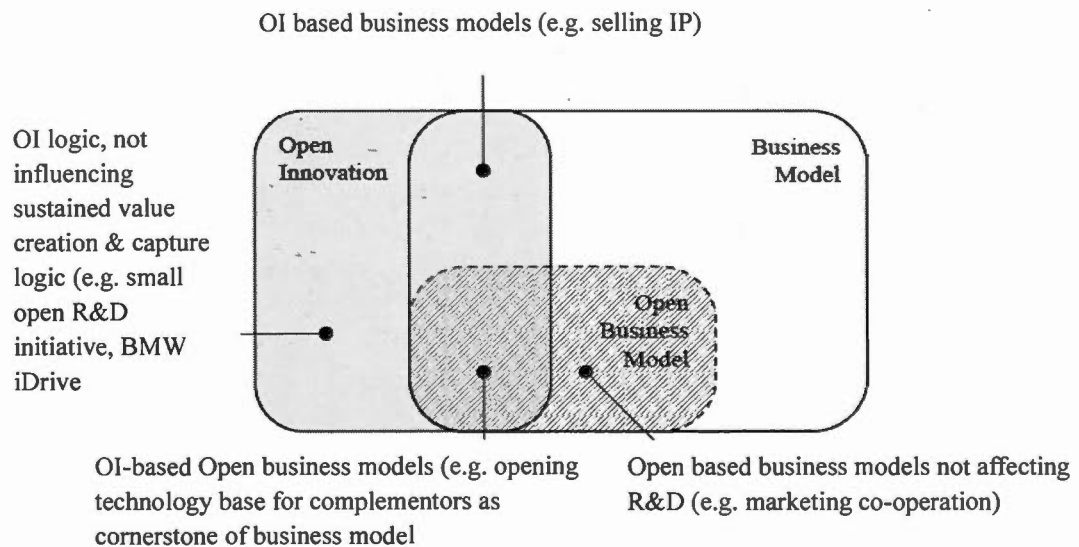 OI based business models (e.g. selling IP)
OI logic, not
influencing
sustained value
creation & capture
logic (e.g. small
open R&D
initiative, BMW
iDrive
Open
Innovation
Business
Model
Open
Business
Model
OI-based Open business models (e.g. opening
technology base for complementors as
cornerstone of business model
Open based business models not affecting
R&D (e.g. marketing co-operation)